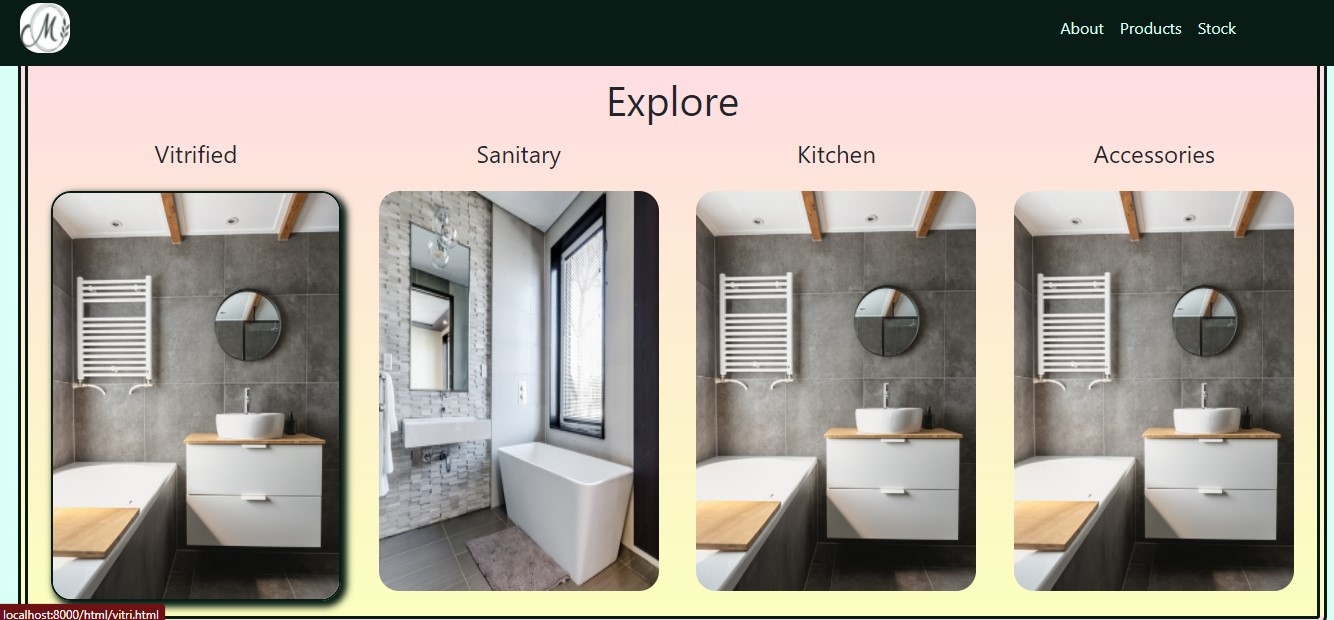 M
About Products Stock
Explore
Vitrified Sanitary Kitchen Accessories
localhost:8000/html/vitri.html